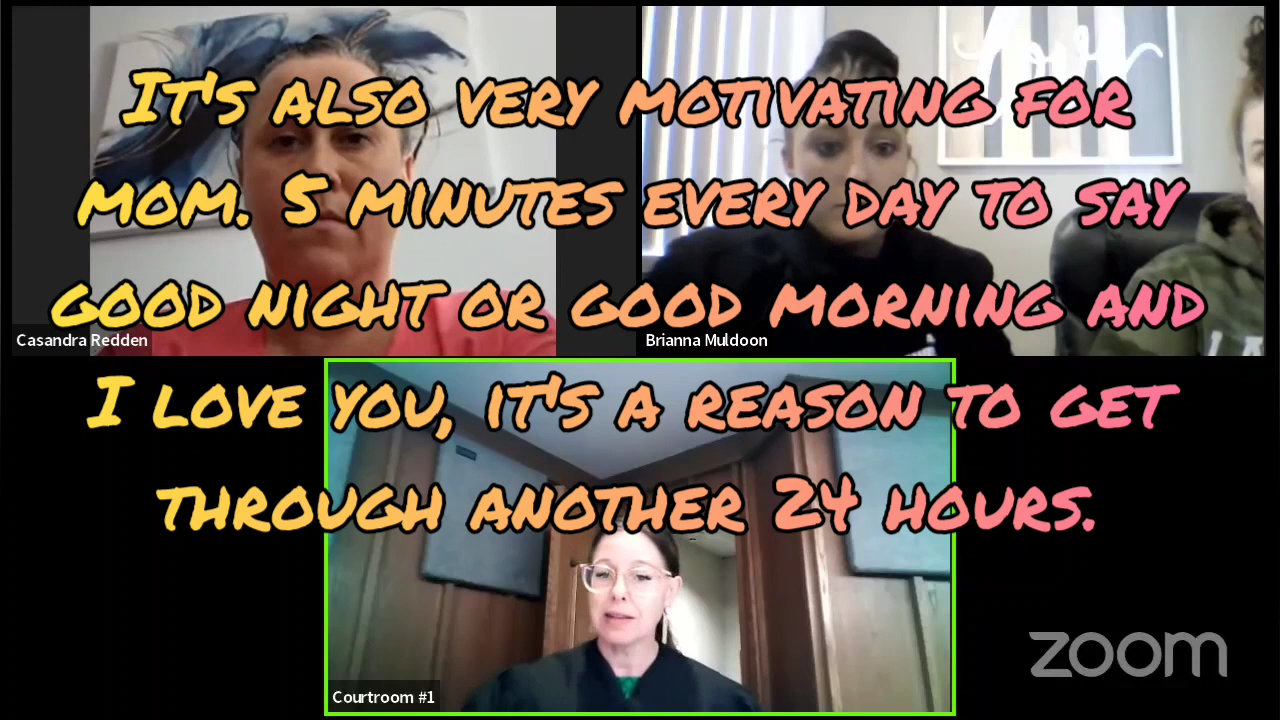 It's also very motivating for
mom. 5 minutes every day to say
good night or good morning and
I love you, it's a reason to get
through another 24 hours.
Casandra Redden
Brianna Muldoon
Courtroom #1
zoom